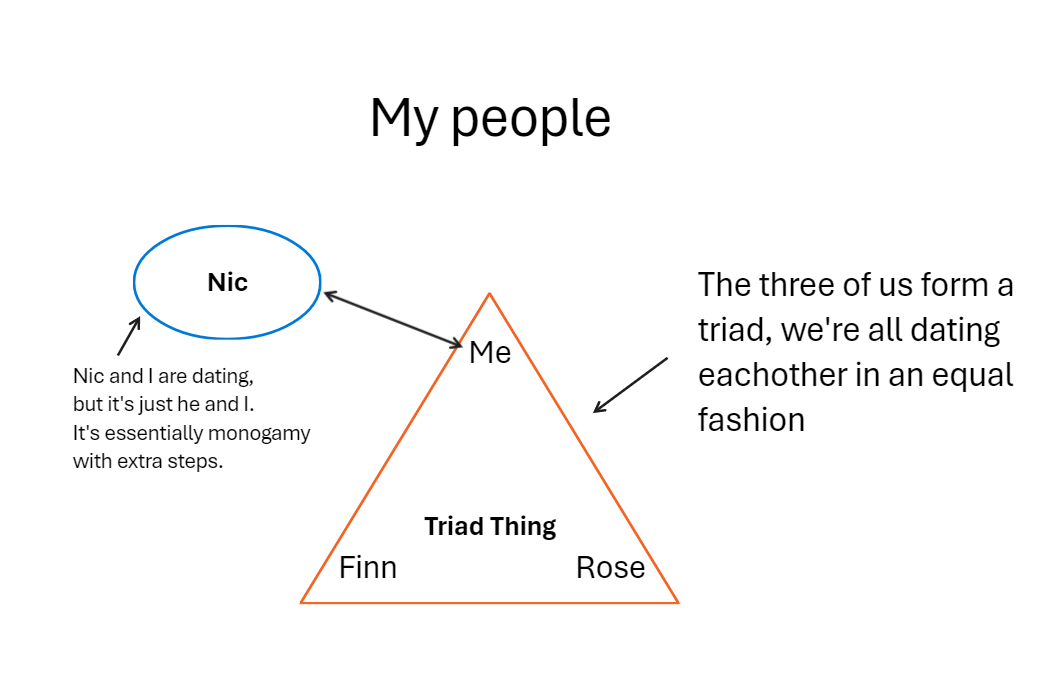 My people
Nic
Nic and I are dating,
but it's just he and I.
It's essentially monogamy
with extra steps.
Me
Triad Thing
Finn
Rose
The three of us form a
triad, we're all dating
eachother in an equal
fashion